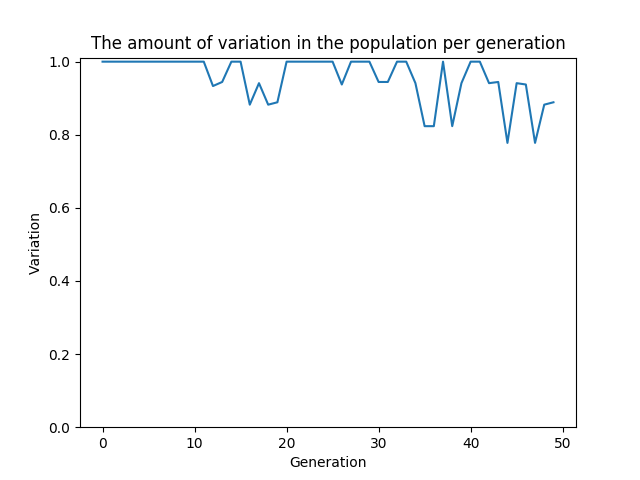 The amount of variation in the population per generation
1.0
0.8
0.6
0.4
0.2
0.0
Variation
0 10 20 30 40 50
Generation